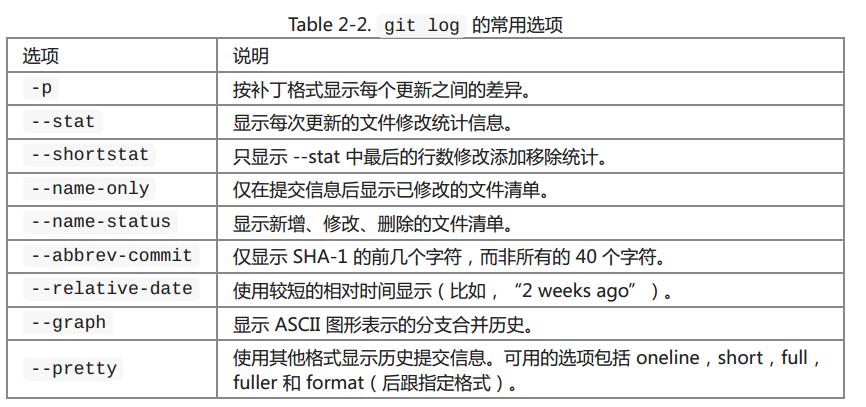 Table 2-2. git log 的常用选项
选项 说明
-p 按补丁格式显示每个更新之间的差异。
--stat 显示每次更新的文件修改统计信息。
--shortstat 只显示 --stat 中最后的行数修改添加移除统计。
--name-only 仅在提交信息后显示已修改的文件清单。
--name-status 显示新增、修改、删除的文件清单。
--abbrev-commit 仅显示 SHA-1 的前几个字符，而非所有的 40 个字符。
--relative-date 使用较短的相对时间显示（比如，“2 weeks ago”）。
--graph 显示 ASCII 图形表示的分支合并历史。
--pretty 使用其他格式显示历史提交信息。可用的选项包括 oneline，short，full，
fuller 和 format（后跟指定格式）。